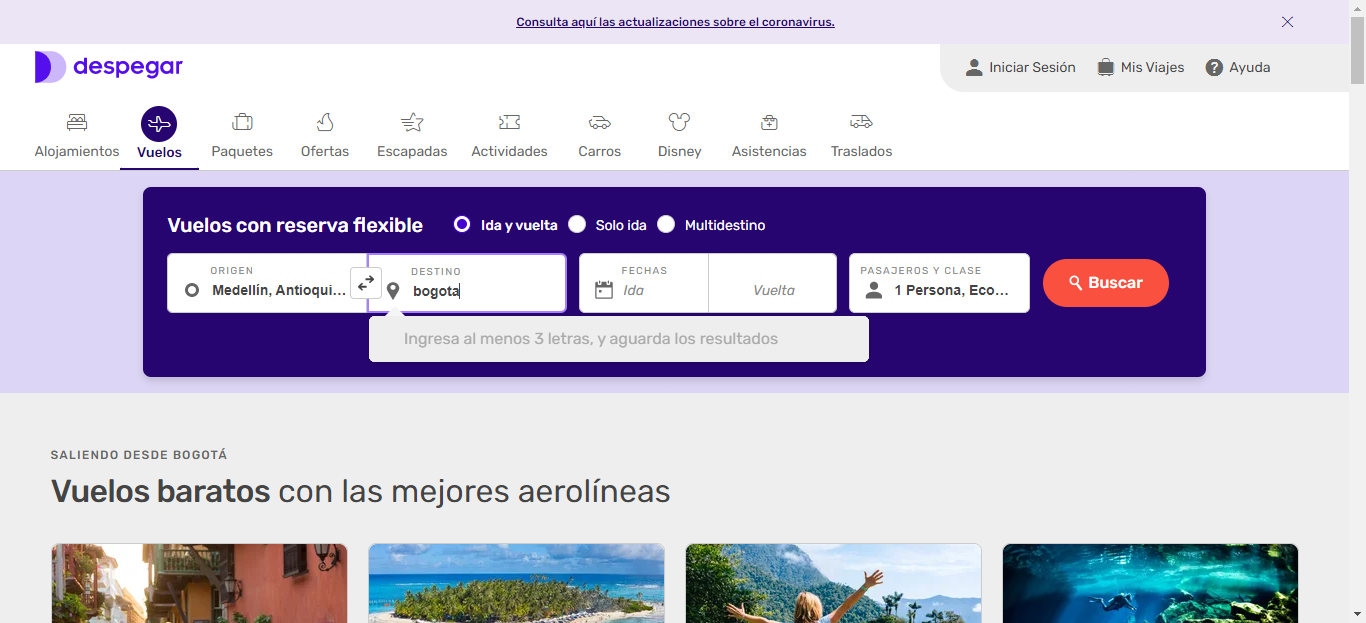 Consulta aquí las actualizaciones sobre el coronavirus.
despegar
Iniciar Sesión
Mis Viajes
? Ayuda
Alojamientos
Vuelos
Paquetes
Ofertas
Escapadas
Actividades
Carros
Disney
Asistencias
Traslados
Vuelos con reserva flexible
Ida y vuelta
Solo ida
Multidestino
ORIGEN
Medellín, Antioqui...
DESTINO
bogota
FECHAS
Ida
Vuelta
PASAJEROS Y CLASE
1 Persona, Eco...
Buscar
Ingresa al menos 3 letras, y aguarda los resultados
SALIENDO DESDE BOGOTÁ
Vuelos baratos con las mejores aerolíneas